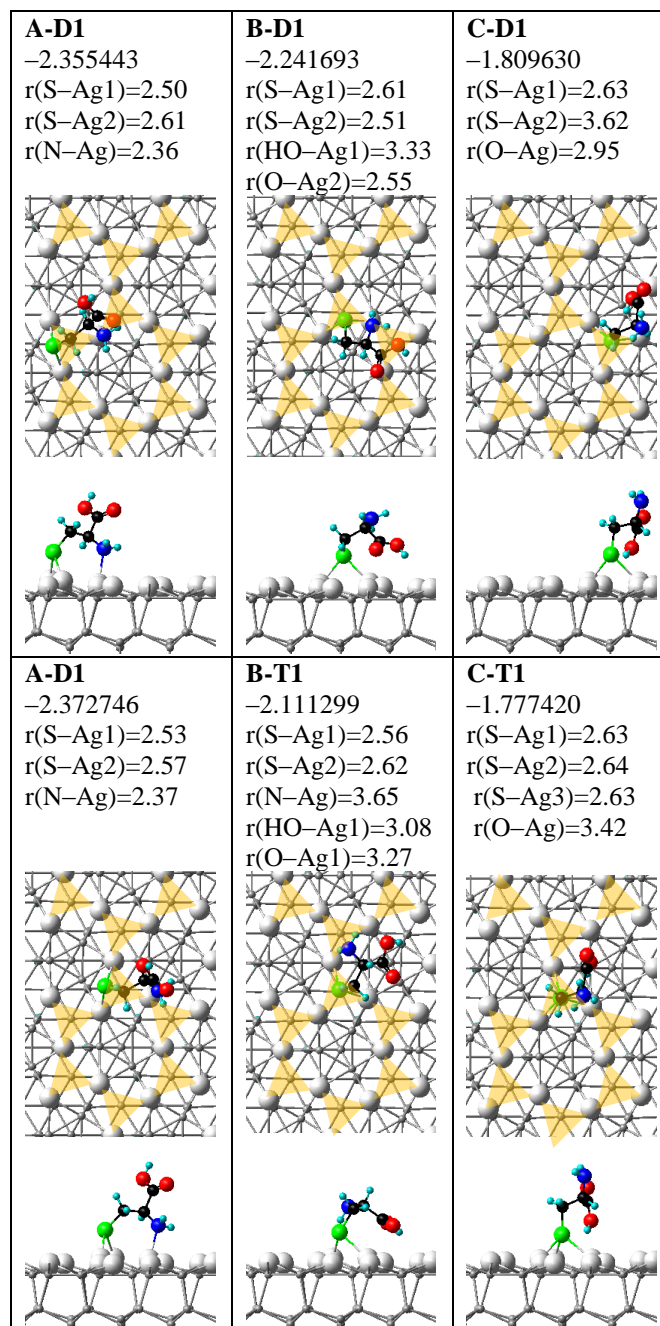 A-D1
–2.355443
r(S–Ag1)=2.50
r(S–Ag2)=2.61
r(N–Ag)=2.36
B-D1
–2.241693
r(S–Ag1)=2.61
r(S–Ag2)=2.51
r(HO–Ag1)=3.33
r(O–Ag2)=2.55
C-D1
–1.809630
r(S–Ag1)=2.63
r(S–Ag2)=3.62
r(O–Ag)=2.95
A-D1
–2.372746
r(S–Ag1)=2.53
r(S–Ag2)=2.57
r(N–Ag)=2.37
B-T1
–2.111299
r(S–Ag1)=2.56
r(S–Ag2)=2.62
r(N–Ag)=3.65
r(HO–Ag1)=3.08
r(O–Ag1)=3.27
C-T1
–1.777420
r(S–Ag1)=2.63
r(S–Ag2)=2.64
r(S–Ag3)=2.63
r(O–Ag)=3.42